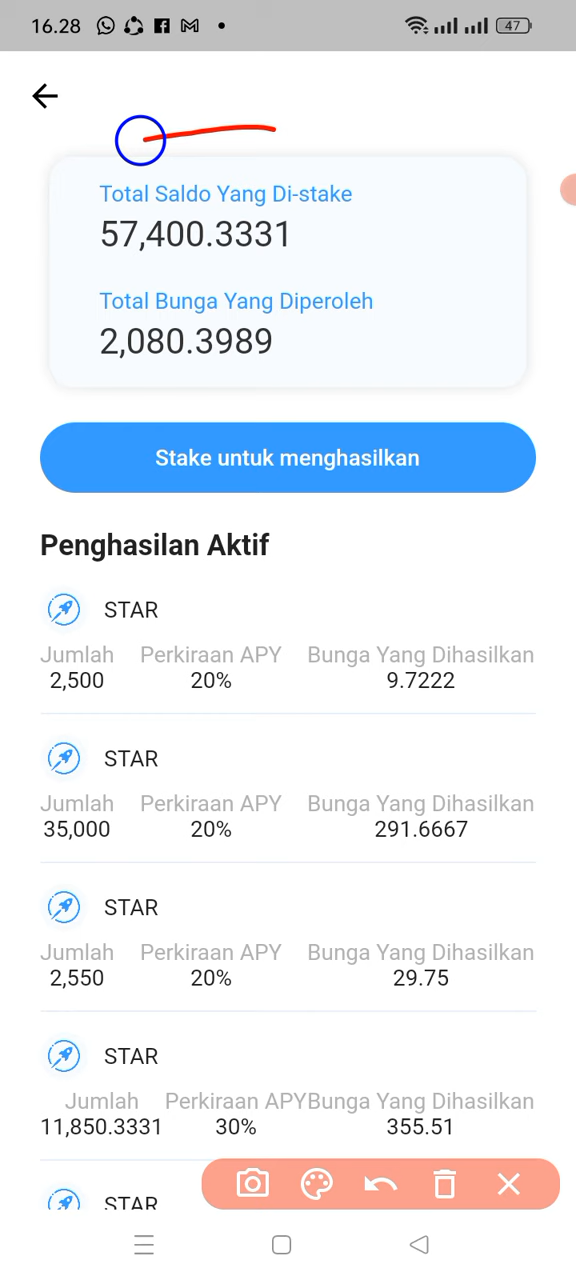 16.28
47
Total Saldo Yang Di-stake
57,400.3331
Total Bunga Yang Diperoleh
2,080.3989
Stake untuk menghasilkan
Penghasilan Aktif
STAR
Jumlah Perkiraan APY Bunga Yang Dihasilkan
2,500 20% 9.7222
STAR
Jumlah Perkiraan APY Bunga Yang Dihasilkan
35,000 20% 291.6667
STAR
Jumlah Perkiraan APY Bunga Yang Dihasilkan
2,550 20% 29.75
STAR
Jumlah Perkiraan APY Bunga Yang Dihasilkan
11,850.3331 30% 355.51
STAR